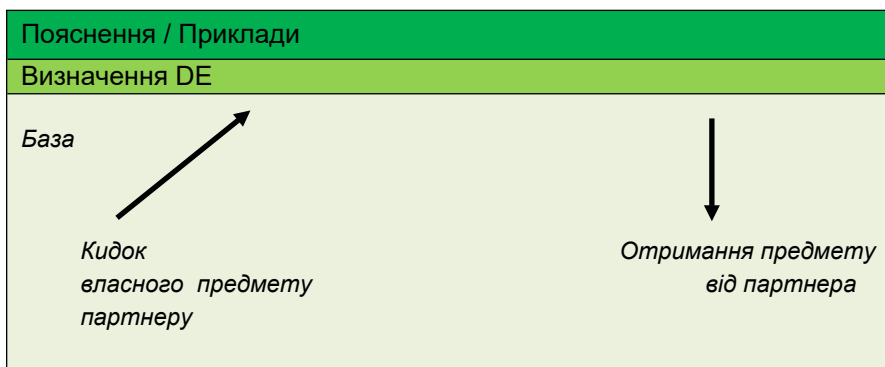 Пояснення / Приклади
Визначення DE
База
Кидок
власного предмету
партнеру
Отримання предмету
від партнера